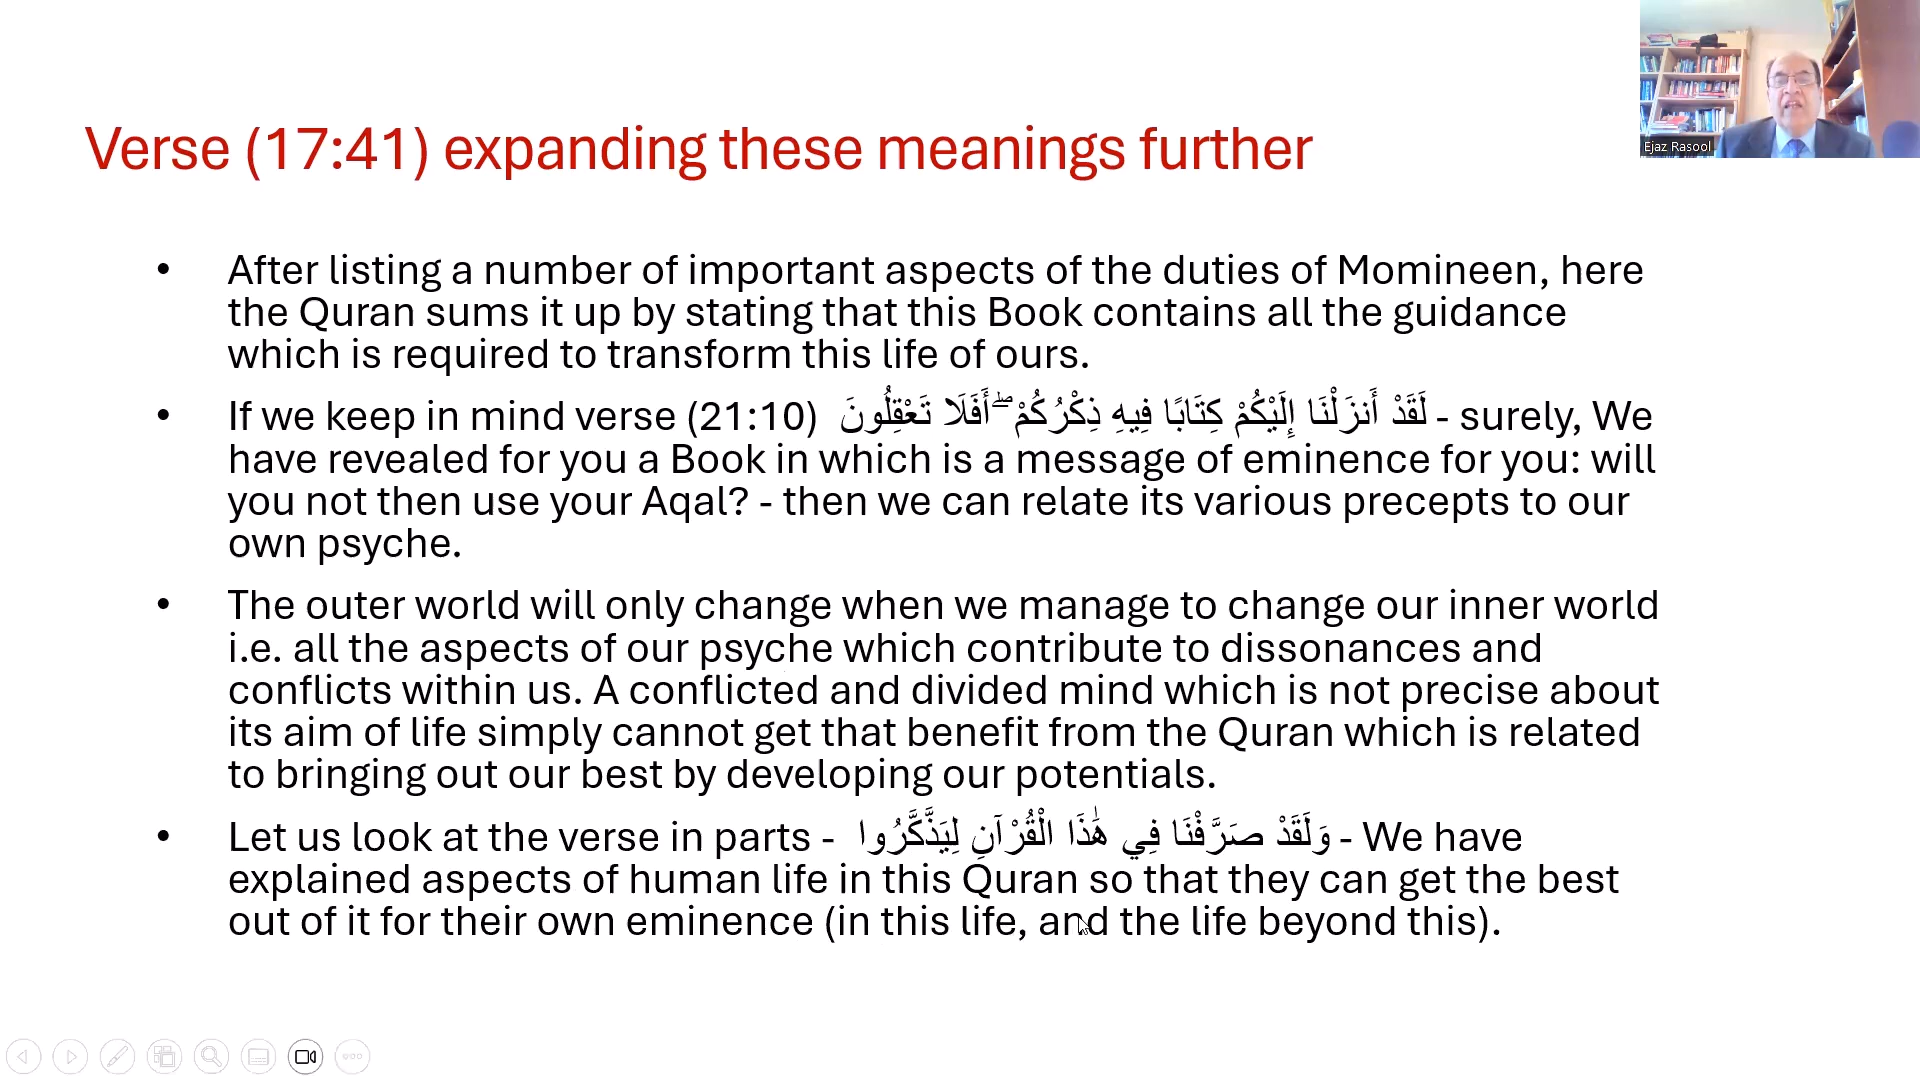 Ejaz Rasool
Verse (17:41) expanding these meanings further
• After listing a number of important aspects of the duties of Momineen, here
the Quran sums it up by stating that this Book contains all the guidance
which is required to transform this life of ours.
• If we keep in mind verse (21:10) لَقَدْ أَنزَلْنَا إِلَيْكُمْ كِتَابًا فِيهِ ذِكْرُكُمْ ۖ أَفَلَا تَعْقِلُونَ - surely, We
have revealed for you a Book in which is a message of eminence for you: will
you not then use your Aqal? - then we can relate its various precepts to our
own psyche.
• The outer world will only change when we manage to change our inner world
i.e. all the aspects of our psyche which contribute to dissonances and
conflicts within us. A conflicted and divided mind which is not precise about
its aim of life simply cannot get that benefit from the Quran which is related
to bringing out our best by developing our potentials.
• Let us look at the verse in parts - وَلَقَدْ صَرَّفْنَا فِي هَٰذَا الْقُرْآنِ لِيَذَّكَّرُوا - We have
explained aspects of human life in this Quran so that they can get the best
out of it for their own eminence (in this life, and the life beyond this).